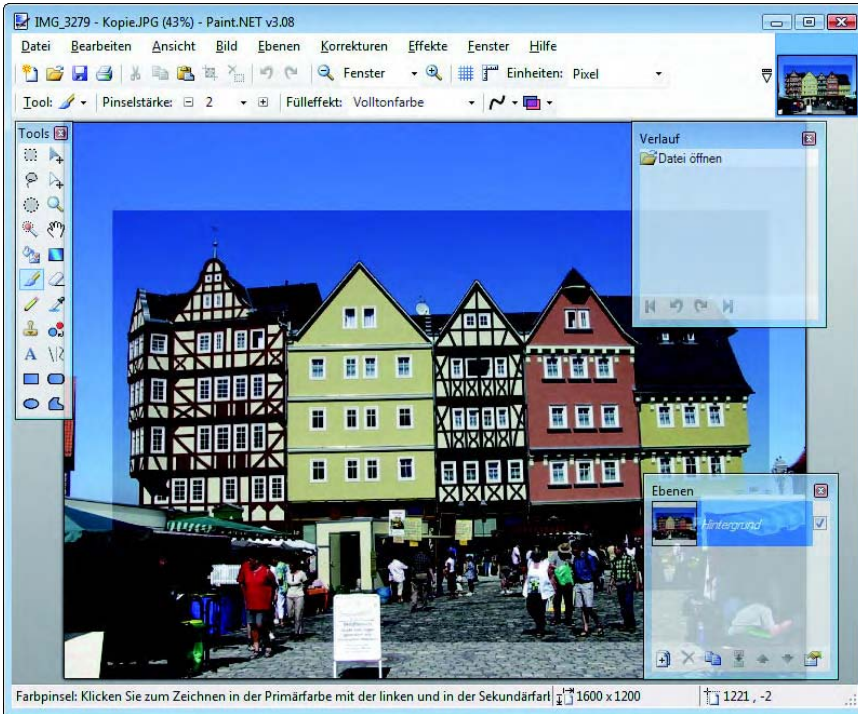 IMG_3279 - Kopie.JPG (43%) - Paint.NET v3.08
Datei Bearbeiten Ansicht Bild Ebenen Korrekturen Effekte Fenster Hilfe
Fenster Einheiten: Pixel
Tool: Pinselstärke: 2 Fülleffekt: Volltonfarbe
Tools
Verlauf
Datei öffnen
Ebenen
Hintergrund
Farbpinsel: Klicken Sie zum Zeichnen in der Primärfarbe mit der linken und in der Sekundärfarl 1600 x 1200 1221 , -2